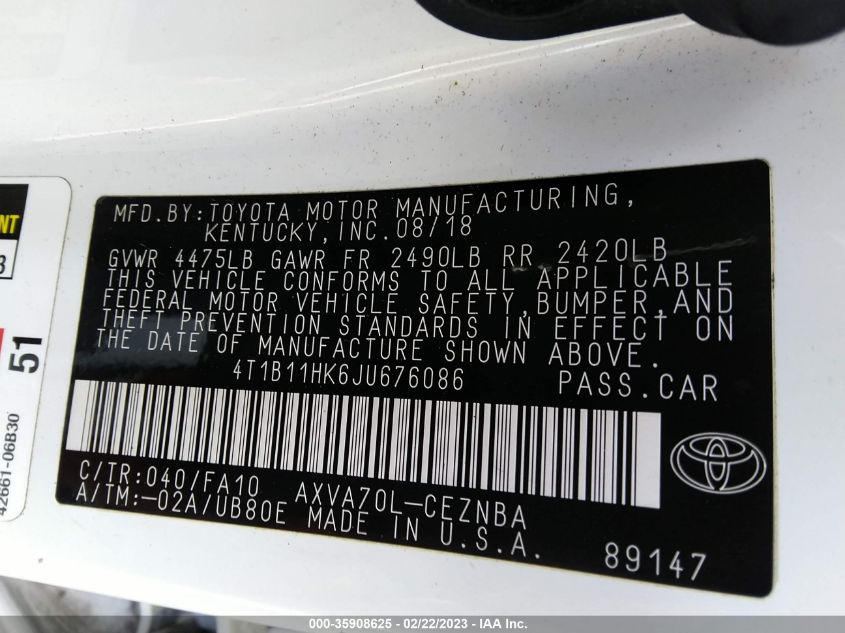 MFD.BY:TOYOTA MOTOR MANUFACTURING,
KENTUCKY,INC.08/18
GVWR 4475LB GAWR FR 2490LB RR 2420LB
THIS VEHICLE CONFORMS TO ALL APPLICABLE
FEDERAL MOTOR VEHICLE SAFETY,BUMPER,AND
THEFT PREVENTION STANDARDS IN EFFECT ON
THE DATE OF MANUFACTURE SHOWN ABOVE.
4T1B11HK6JU676086 PASS.CAR
C/TR:040/FA10 AXVA70L-CEZNBA
A/TM:-02A/UB80E MADE IN U.S.A.
89147
51
42661-06B30
000-35908625 - 02/22/2023 - IAA Inc.